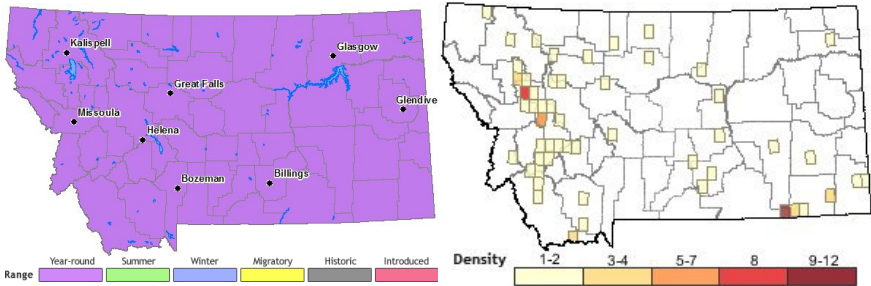 Kalispell
Glasgow
Great Falls
Glendive
Missoula
Helena
Bozeman
Billings
Range
Year-round
Summer
Winter
Migratory
Historic
Introduced
Density
1-2
3-4
5-7
8
9-12